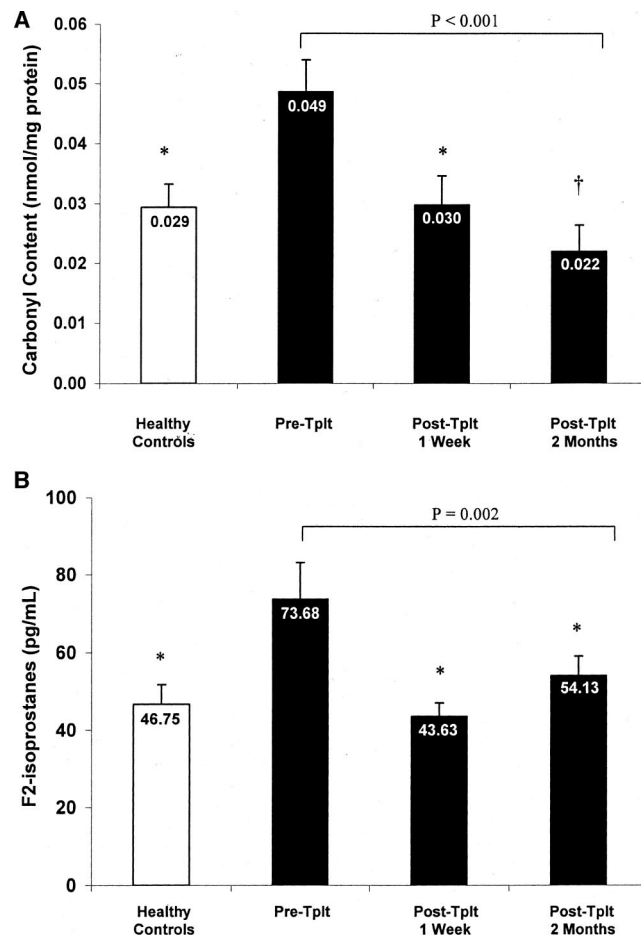 A
P < 0.001
Carbonyl Content (nmol/mg protein)
0.06
0.05
0.04
0.03
0.02
0.01
0.00
*
0.029
0.049
*
0.030
†
0.022
Healthy
Controls
Pre-Tplt
Post-Tplt
1 Week
Post-Tplt
2 Months
B
P = 0.002
F2-isoprostanes (pg/mL)
100
80
60
40
20
0
*
46.75
73.68
*
43.63
*
54.13
Healthy
Controls
Pre-Tplt
Post-Tplt
1 Week
Post-Tplt
2 Months